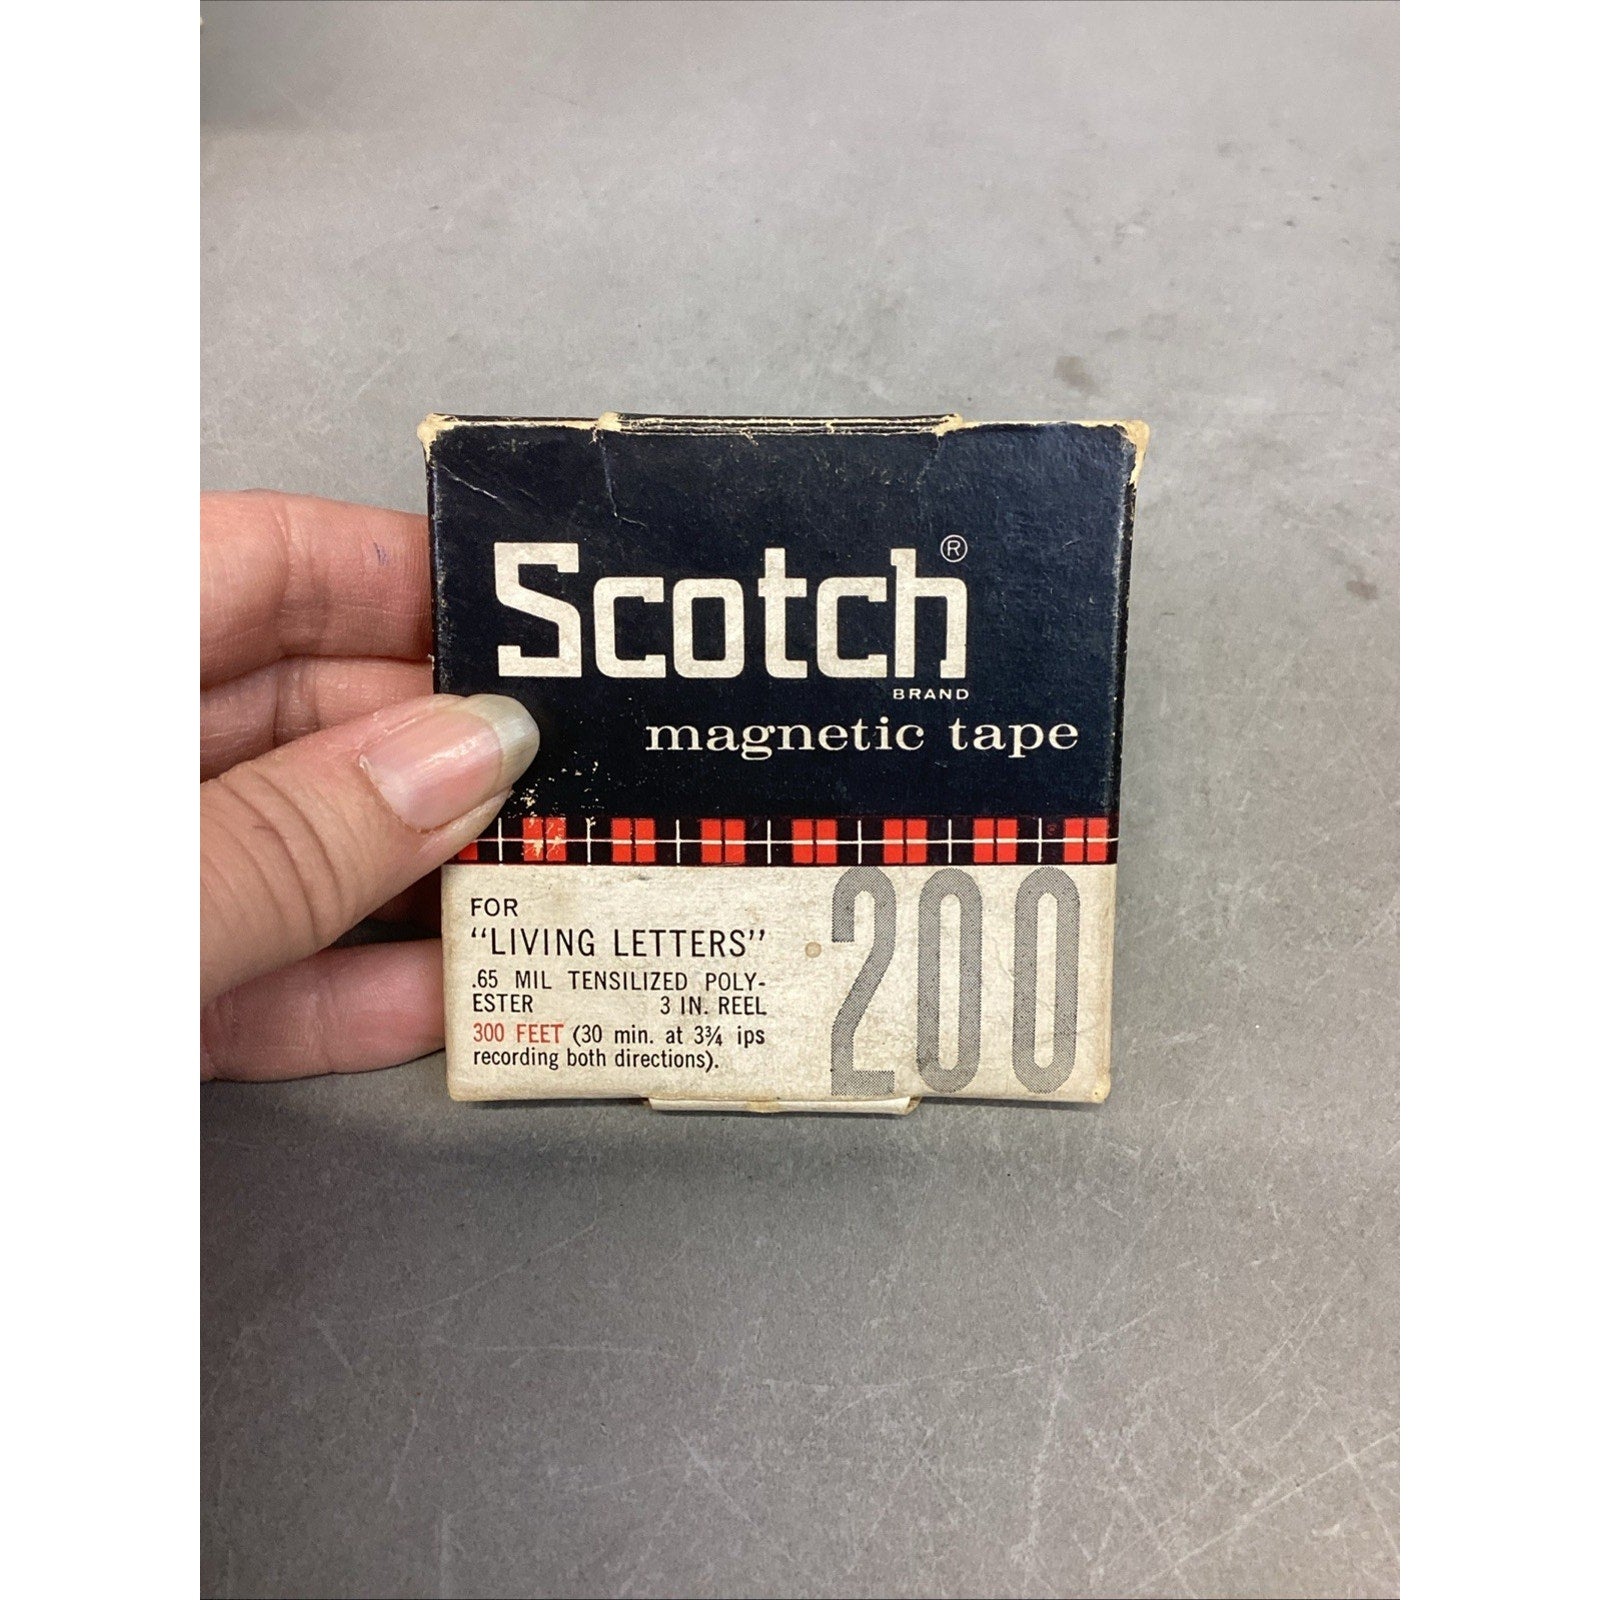 Scotch®
BRAND
magnetic tape
FOR
“LIVING LETTERS”
.65 MIL TENSILIZED POLY-
ESTER 3 IN. REEL
300 FEET (30 min. at 3¾ ips
recording both directions).
200